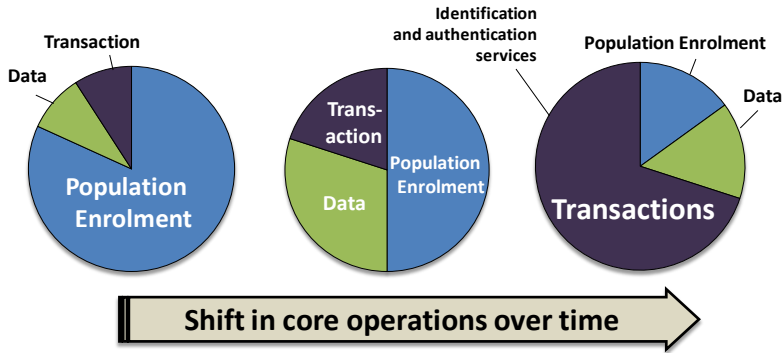 Transaction
Data
Population
Enrolment
Trans-
action
Population
Enrolment
Data
Identification
and authentication
services
Population Enrolment
Data
Transactions
Shift in core operations over time